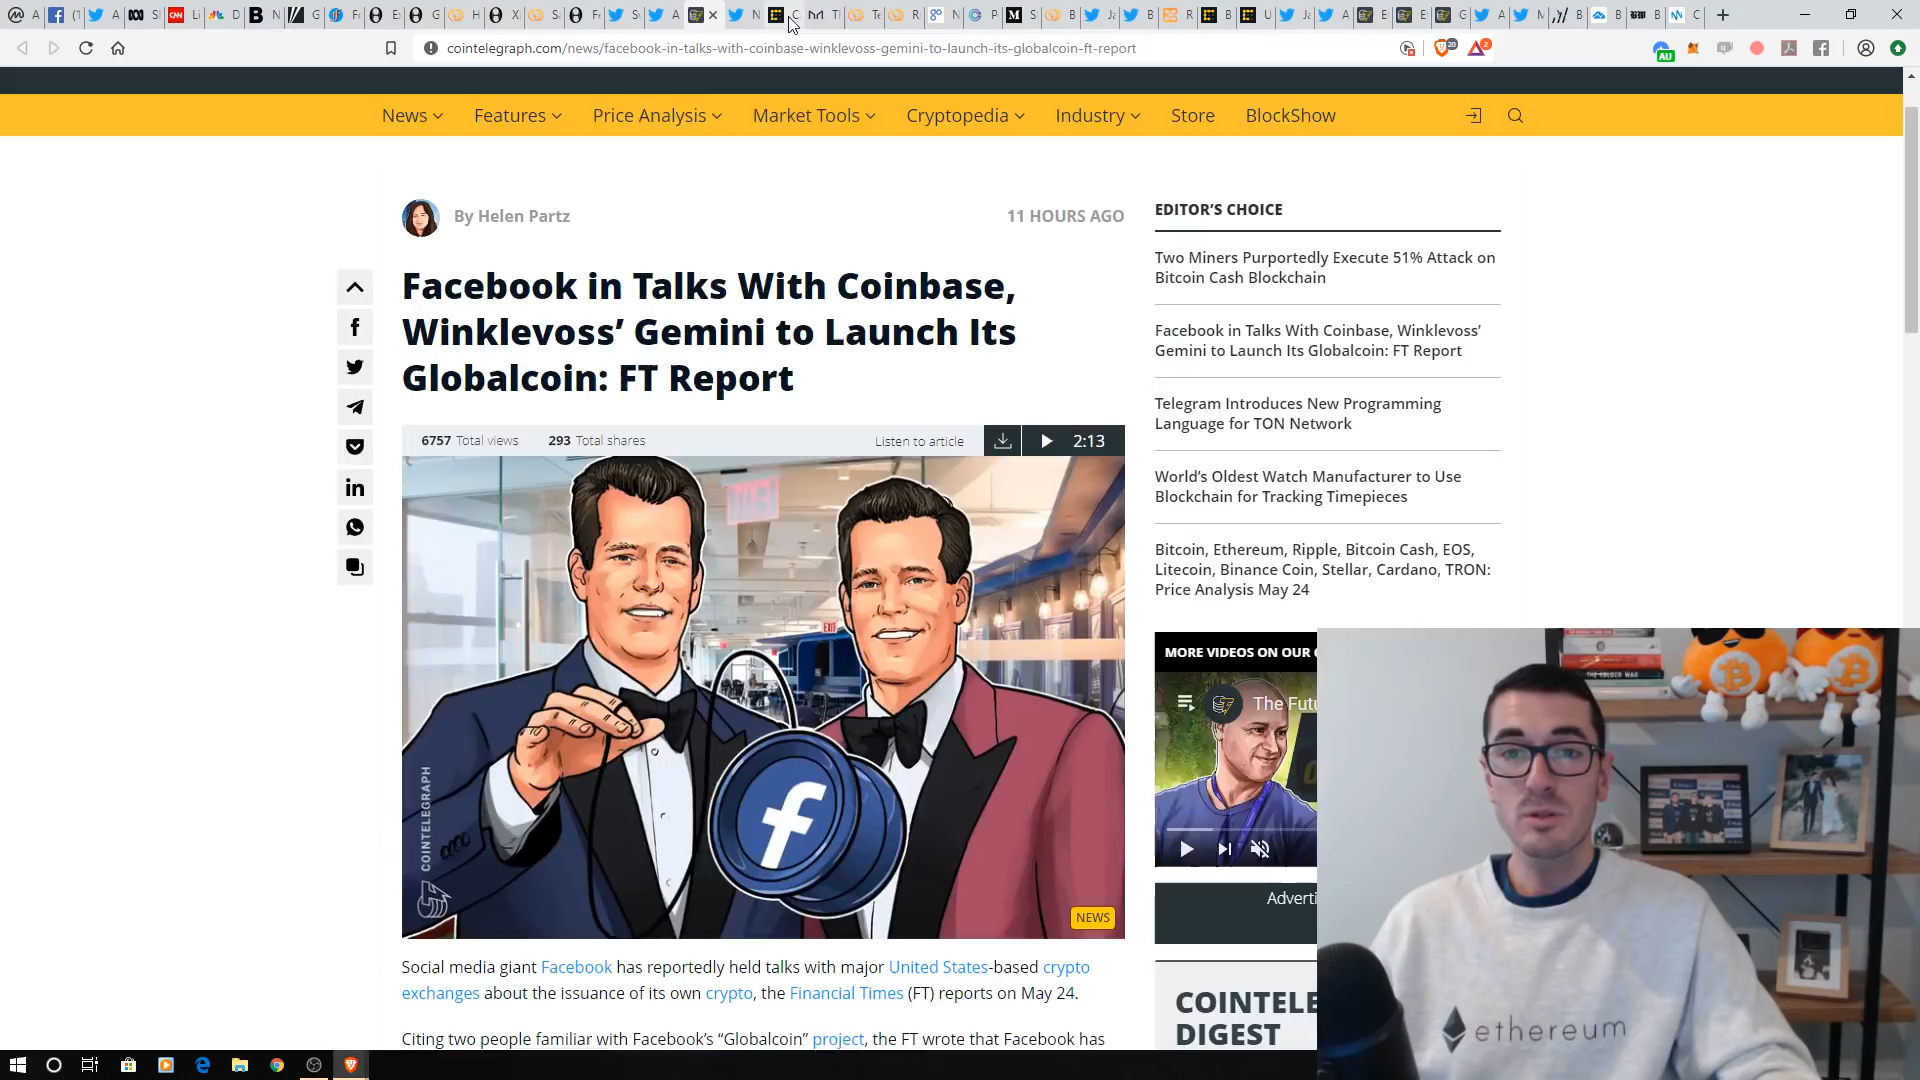 cointelegraph.com/news/facebook-in-talks-with-coinbase-winklevoss-gemini-to-launch-its-globalcoin-ft-report
20
2
AU
News
Features
Price Analysis
Market Tools
Cryptopedia
Industry
Store
BlockShow
By Helen Partz
11 HOURS AGO
Facebook in Talks With Coinbase,
Winklevoss’ Gemini to Launch Its
Globalcoin: FT Report
6757 Total views
293 Total shares
Listen to article
2:13
EXIT
COINTELEGRAPH
NEWS
Social media giant Facebook has reportedly held talks with major United States-based crypto
exchanges about the issuance of its own crypto, the Financial Times (FT) reports on May 24.
Citing two people familiar with Facebook’s “Globalcoin” project, the FT wrote that Facebook has
EDITOR’S CHOICE
Two Miners Purportedly Execute 51% Attack on
Bitcoin Cash Blockchain
Facebook in Talks With Coinbase, Winklevoss’
Gemini to Launch Its Globalcoin: FT Report
Telegram Introduces New Programming
Language for TON Network
World’s Oldest Watch Manufacturer to Use
Blockchain for Tracking Timepieces
Bitcoin, Ethereum, Ripple, Bitcoin Cash, EOS,
Litecoin, Binance Coin, Stellar, Cardano, TRON:
Price Analysis May 24
MORE VIDEOS ON OUR
The Futu
Adverti
COINTELE
DIGEST
ethereum